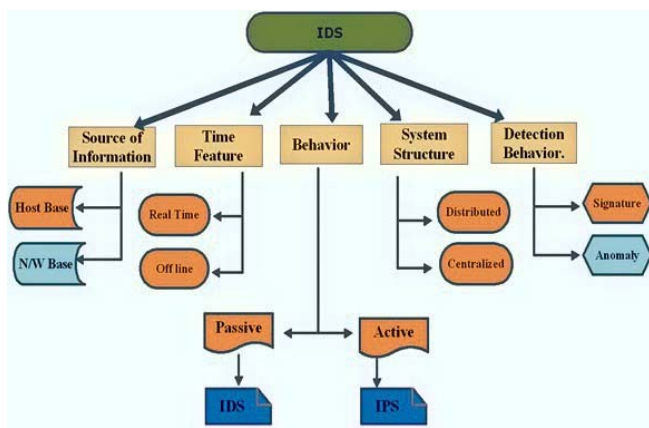 IDS
Source of
Information
Time
Feature
Behavior
System
Structure
Detection
Behavior.
Host Base
N/W Base
Real Time
Off line
Distributed
Centralized
Signature
Anomaly
Passive
Active
IDS
IPS